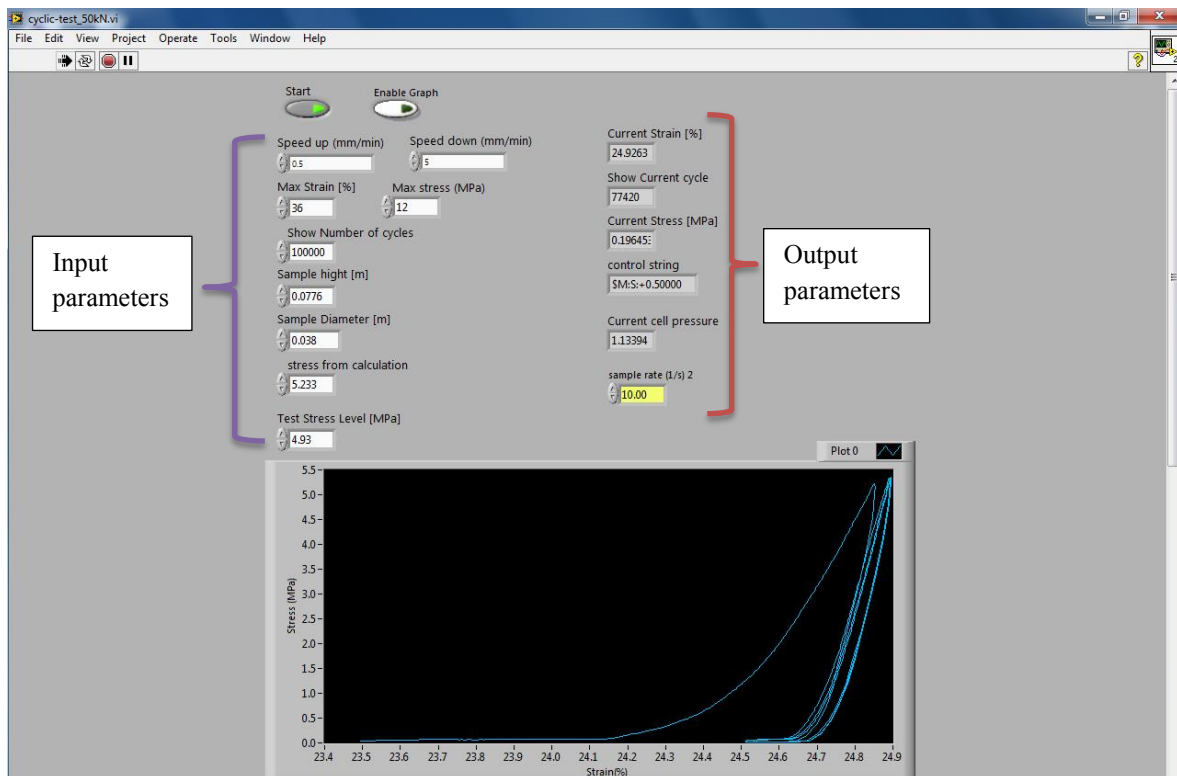 cyclic-test_50kN.vi
File Edit View Project Operate Tools Window Help
2
Start
Enable Graph
Speed up (mm/min)
Speed down (mm/min)
0.5
5
Max Strain [%]
Max stress (MPa)
36
12
Show Number of cycles
100000
Sample hight [m]
0.0776
Sample Diameter [m]
0.038
stress from calculation
5.233
Test Stress Level [MPa]
4.93
Input
parameters
Current Strain [%]
24.9263
Show Current cycle
77420
Current Stress [MPa]
0.196453
control string
$M:S:+0.50000
Current cell pressure
1.13394
sample rate (1/s) 2
10.00
Output
parameters
Plot 0
Stress (MPa)
5.5
5.0
4.5
4.0
3.5
3.0
2.5
2.0
1.5
1.0
0.5
0.0
23.4 23.5 23.6 23.7 23.8 23.9 24.0 24.1 24.2 24.3 24.4 24.5 24.6 24.7 24.8 24.9
Strain(%)